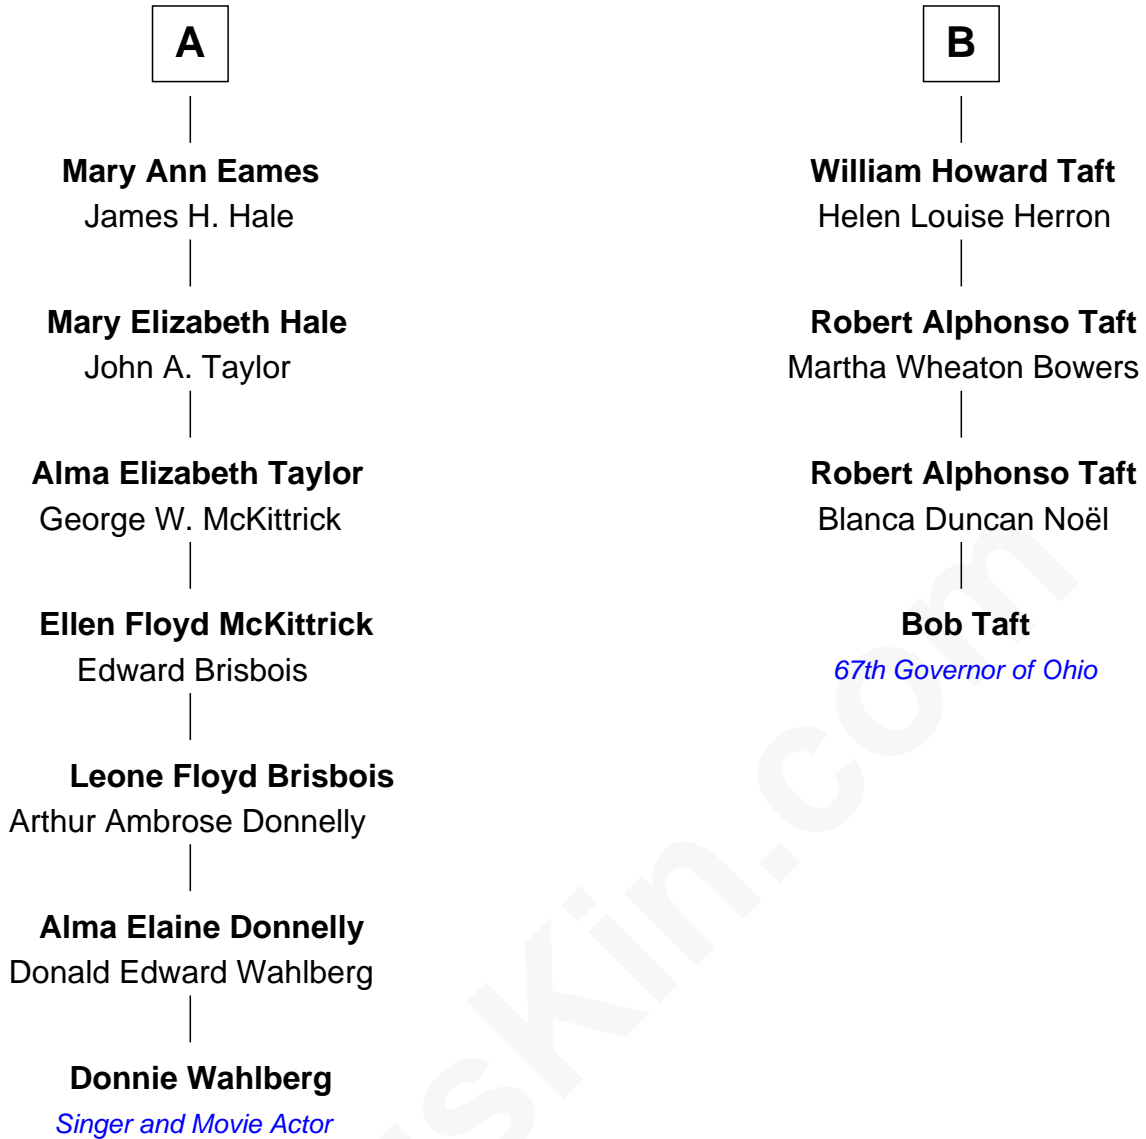 A
Mary Ann Eames
James H. Hale
Mary Elizabeth Hale
John A. Taylor
Alma Elizabeth Taylor
George W. McKittrick
Ellen Floyd McKittrick
Edward Brisbois
Leone Floyd Brisbois
Arthur Ambrose Donnelly
Alma Elaine Donnelly
Donald Edward Wahlberg
Donnie Wahlberg
Singer and Movie Actor
B
William Howard Taft
Helen Louise Herron
Robert Alphonso Taft
Martha Wheaton Bowers
Robert Alphonso Taft
Blanca Duncan Noël
Bob Taft
67th Governor of Ohio
sKin.com